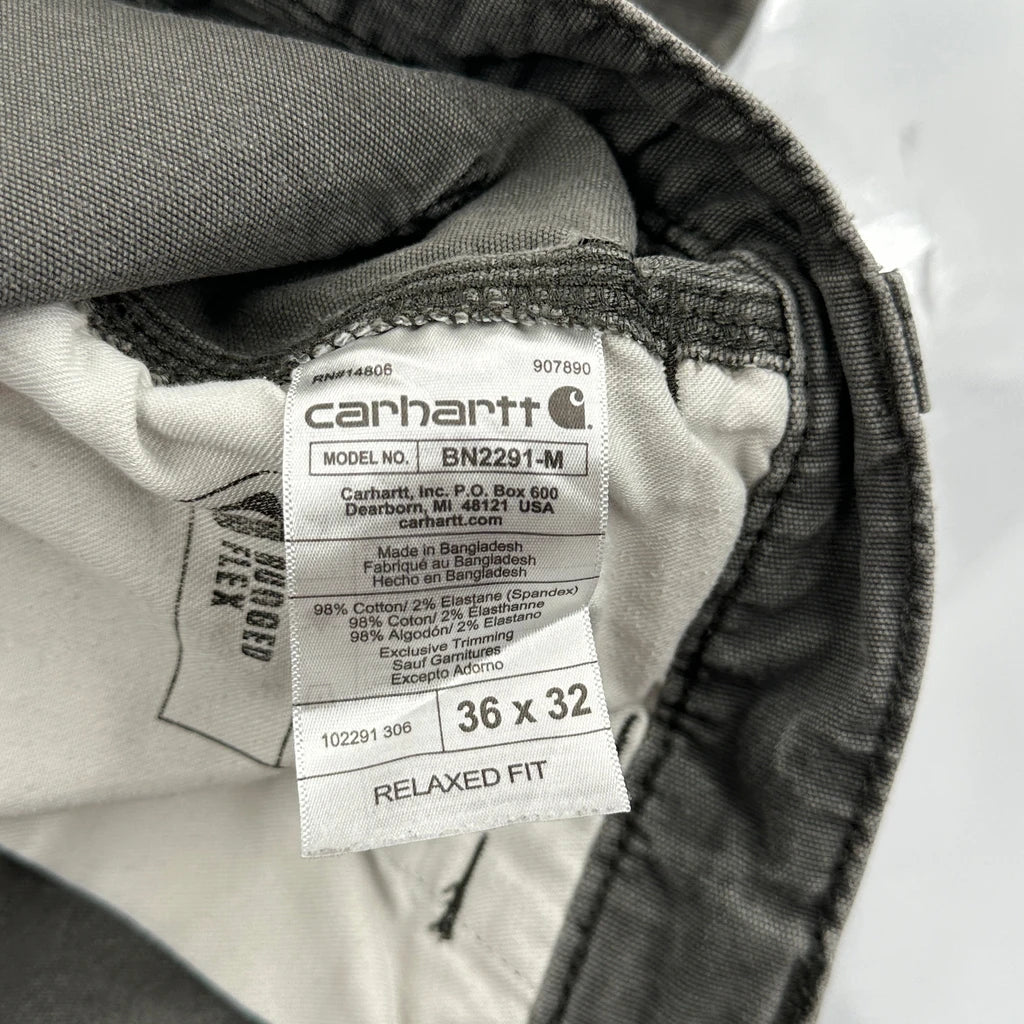 RN#14806 907890
carhartt
MODEL NO. BN2291-M
Carhartt, Inc. P.O. Box 600
Dearborn, MI 48121 USA
carhartt.com
Made in Bangladesh
Fabriqué au Bangladesh
Hecho en Bangladesh
98% Cotton/ 2% Elastane (Spandex)
98% Coton/ 2% Elasthanne
98% Algodón/ 2% Elastano
Exclusive Trimming
Sauf Garnitures
Excepto Adorno
102291 306 36 x 32
RELAXED FIT
RUGGED
FLEX